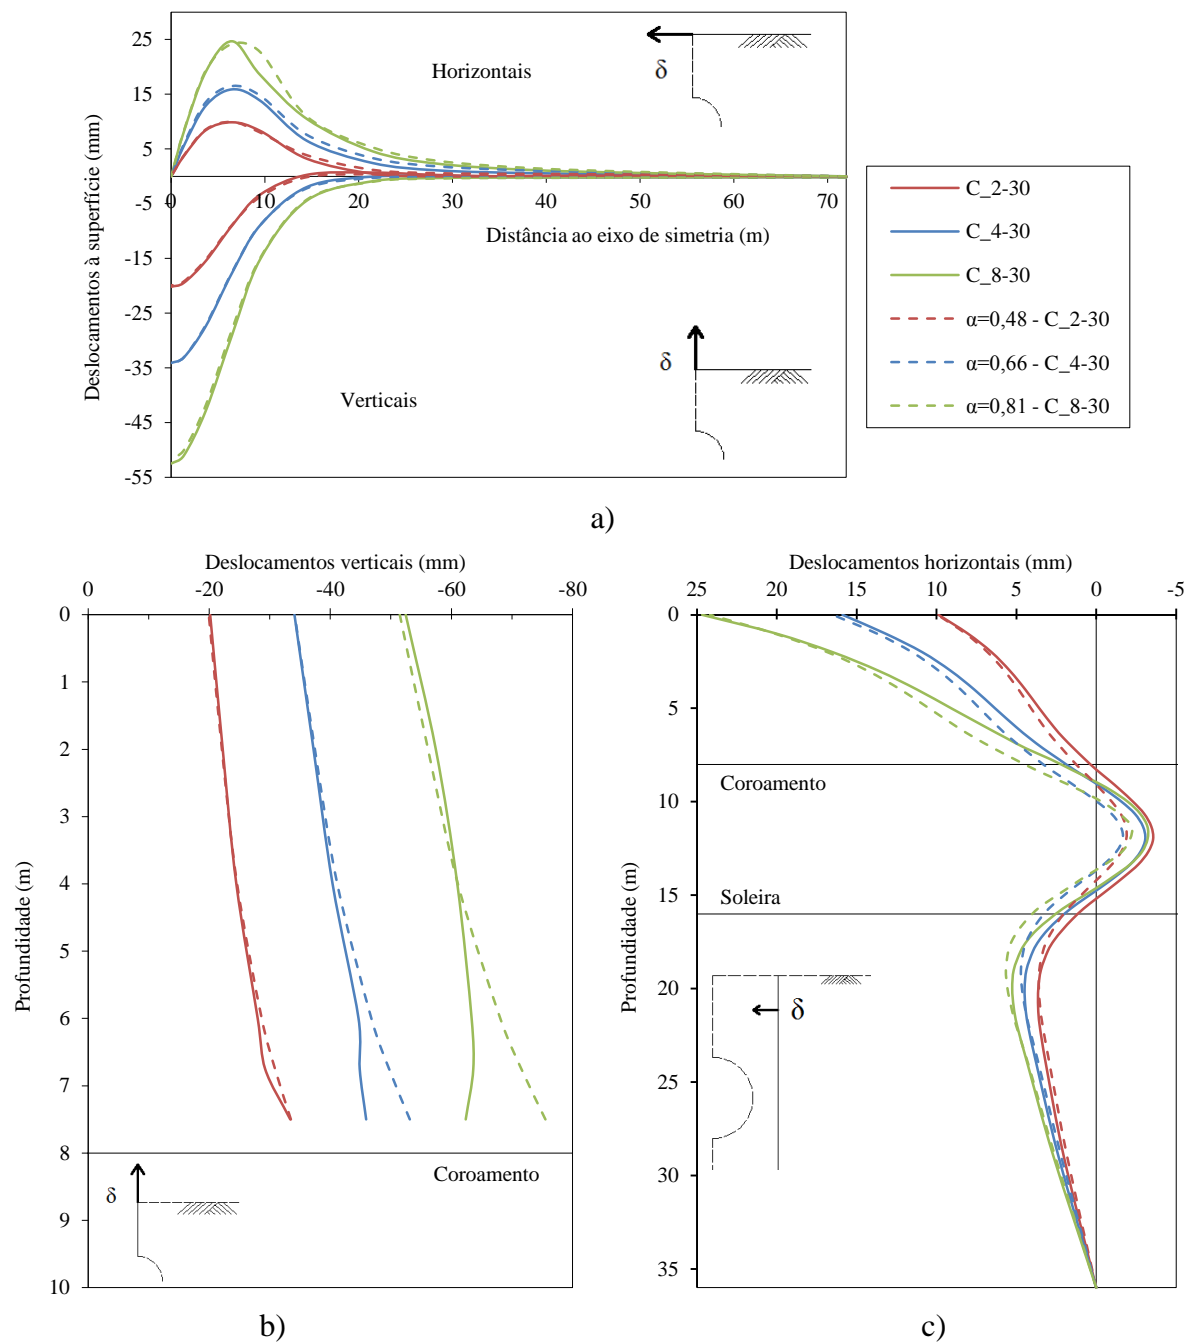 25
15
5
-5
-15
-25
-35
-45
-55
0 10 20 30 40 50 60 70
Deslocamentos à superfície (mm)
Distância ao eixo de simetria (m)
Horizontais
δ
Verticais
δ
C_2-30
C_4-30
C_8-30
α=0,48 - C_2-30
α=0,66 - C_4-30
α=0,81 - C_8-30
a)
Deslocamentos verticais (mm)
0 -20 -40 -60 -80
0
1
2
3
4
5
6
7
8
9
10
Profundidade (m)
Coroamento
δ
b)
Deslocamentos horizontais (mm)
25 20 15 10 5 0 -5
0
5
10
15
20
25
30
35
Profundidade (m)
Coroamento
Soleira
δ
c)